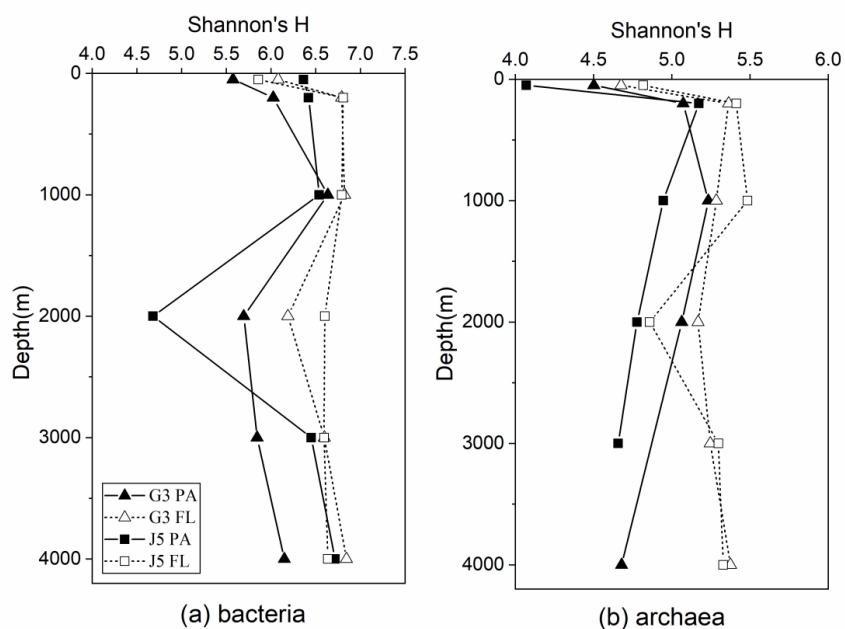 Shannon's H
4.0 4.5 5.0 5.5 6.0 6.5 7.0 7.5
0
1000
2000
3000
4000
Depth(m)
G3 PA
G3 FL
J5 PA
J5 FL
(a) bacteria
Shannon's H
4.0 4.5 5.0 5.5 6.0
0
1000
2000
3000
4000
Depth(m)
(b) archaea